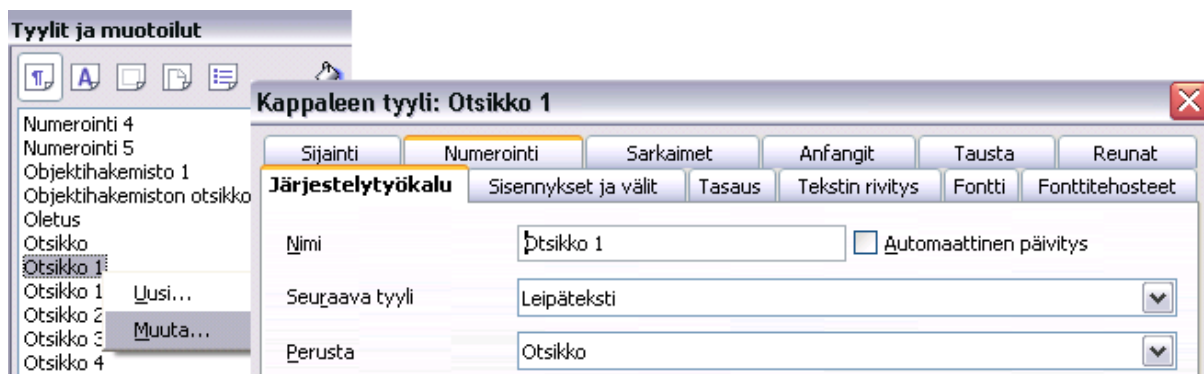 Tyylit ja muotoilut
Numerointi 4
Numerointi 5
Objektihakemisto 1
Objektihakemiston otsikko
Oletus
Otsikko
Otsikko 1
Otsikko 1
Otsikko 2
Otsikko 3
Otsikko 4
Uusi...
Muuta...
Kappaleen tyyli: Otsikko 1
Sijainti Numerointi Sarkaimet Anfangit Tausta Reunat
Järjestelytyökalu Sisennykset ja välit Tasaus Tekstin rivitys Fontti Fonttitehosteet
Nimi Otsikko 1 Automaattinen päivitys
Seuraava tyyli Leipäteksti
Perusta Otsikko